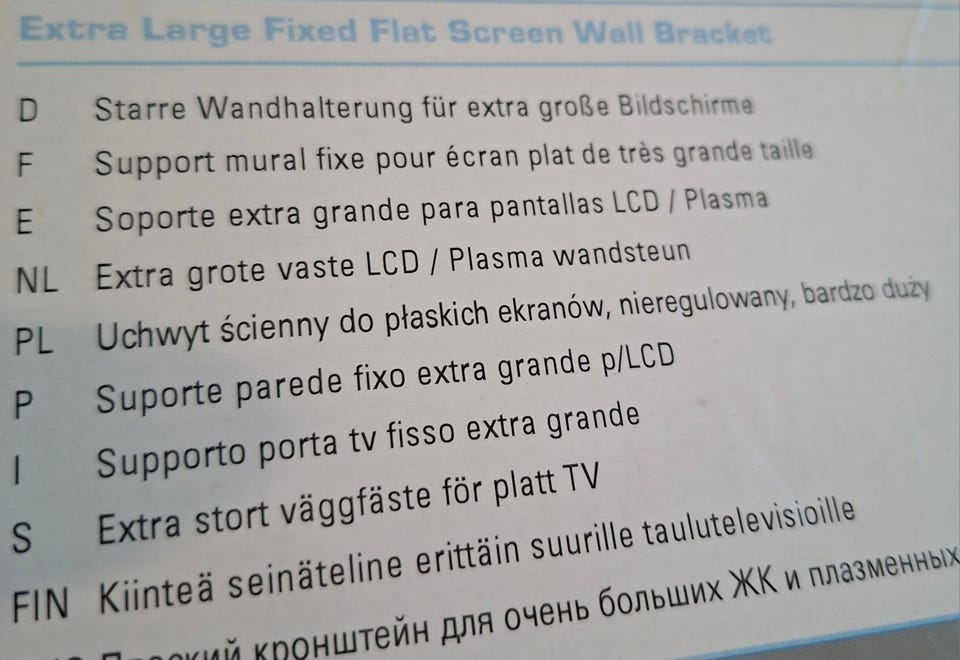 Extra Large Fixed Flat Screen Wall Bracket
D Starre Wandhalterung für extra große Bildschirme
F Support mural fixe pour écran plat de très grande taille
E Soporte extra grande para pantallas LCD / Plasma
NL Extra grote vaste LCD / Plasma wandsteun
PL Uchwyt ścienny do płaskich ekranów, nieregulowany, bardzo duży
P Suporte parede fixo extra grande p/LCD
I Supporto porta tv fisso extra grande
S Extra stort väggfäste för platt TV
FIN Kiinteä seinäteline erittäin suurille taulutelevisioille
кронштейн для очень больших ЖК и плазменных